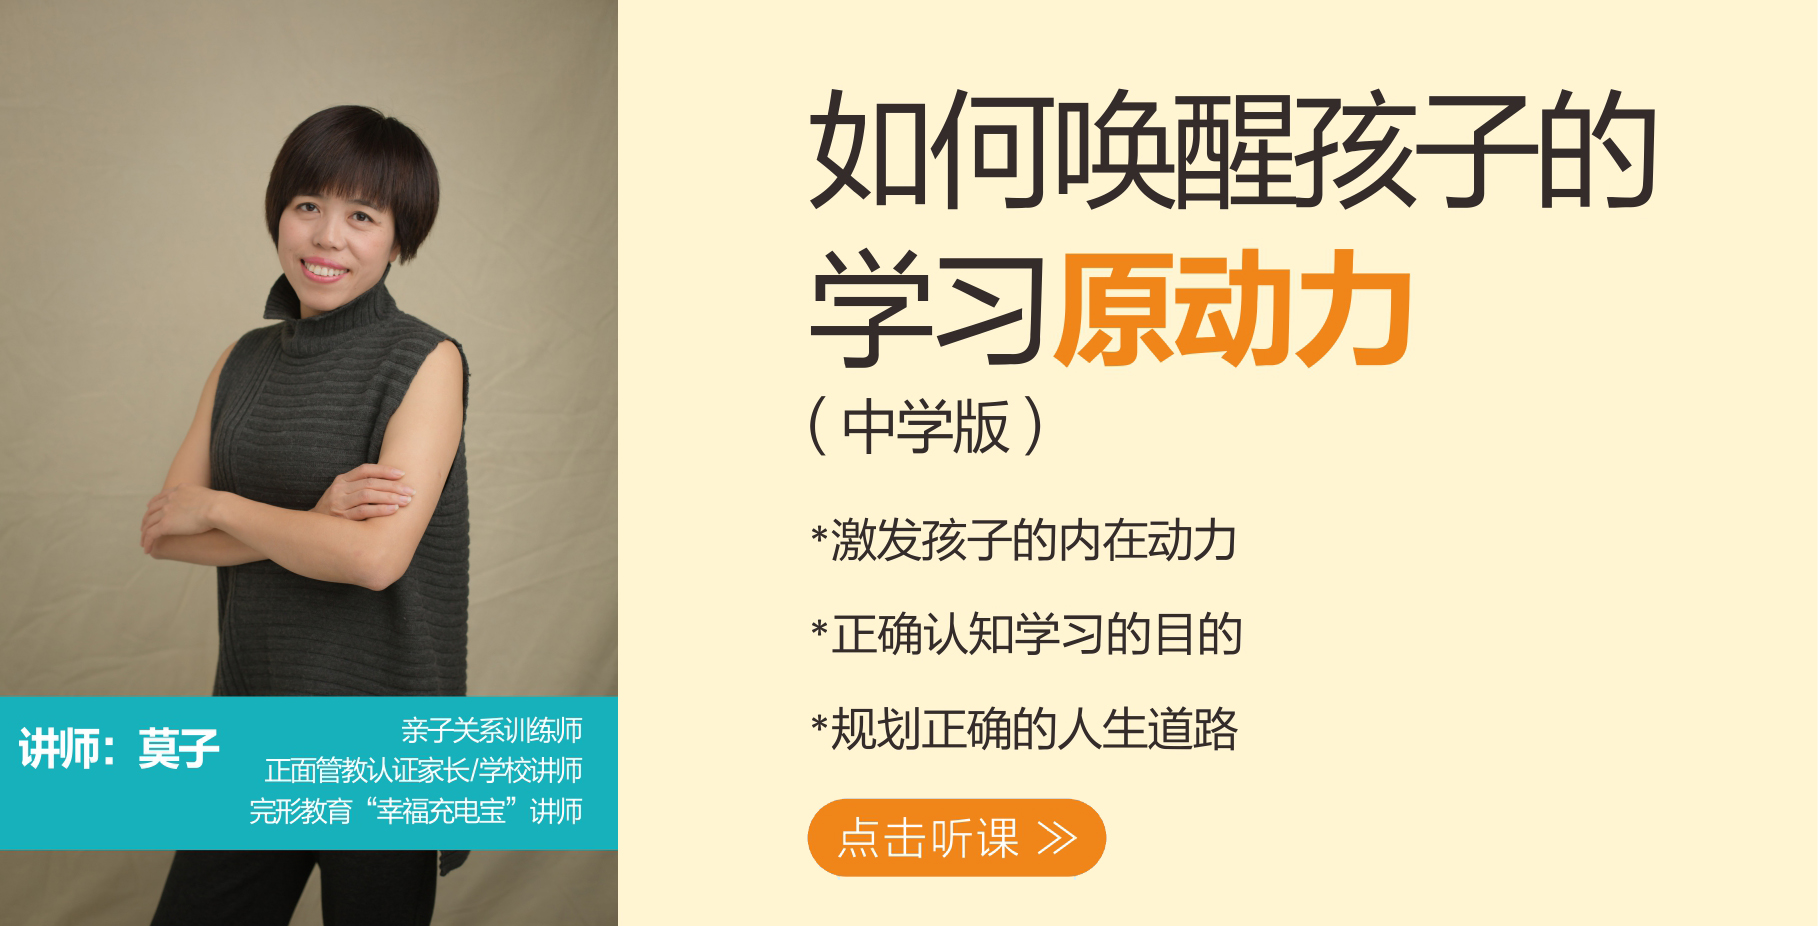 如何唤醒孩子的
学习原动力
（中学版）
*激发孩子的内在动力
*正确认知学习的目的
*规划正确的人生道路
点击听课
讲师：莫子
亲子关系训练师
正面管教认证家长/学校讲师
完形教育“幸福充电宝”讲师